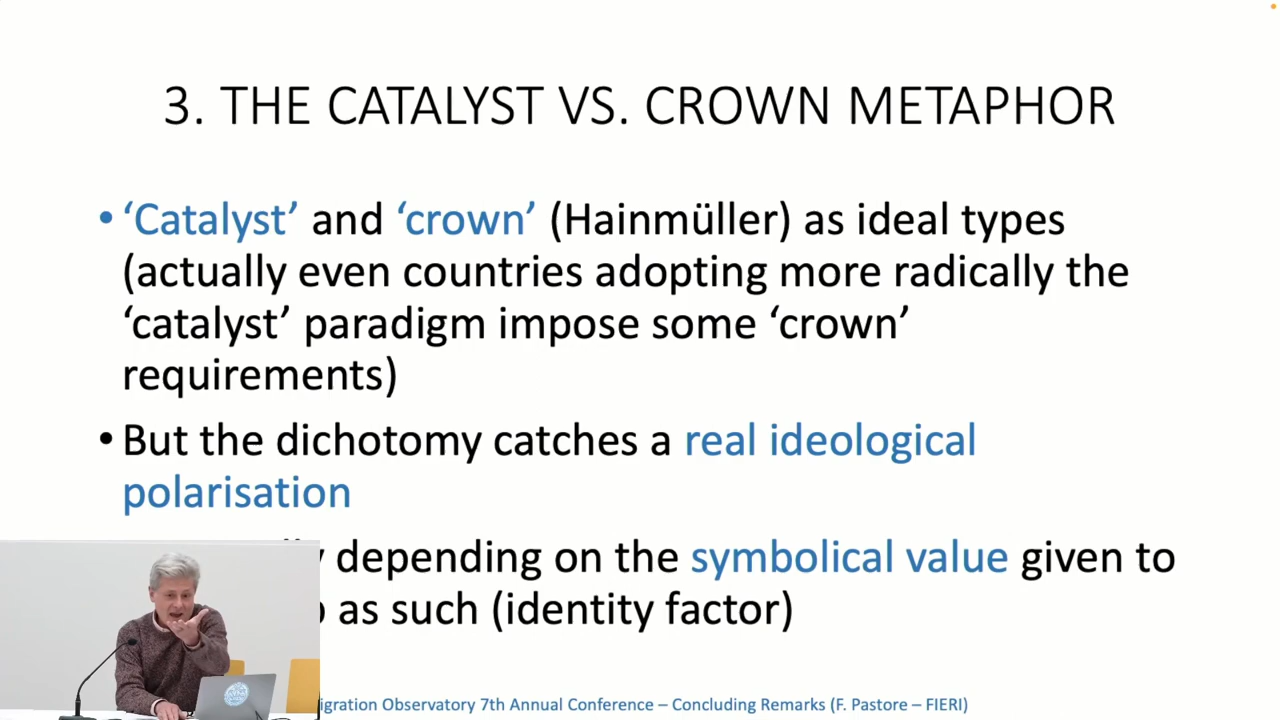 3. THE CATALYST VS. CROWN METAPHOR
• ‘Catalyst’ and ‘crown’ (Hainmüller) as ideal types
(actually even countries adopting more radically the
‘catalyst’ paradigm impose some ‘crown’
requirements)
• But the dichotomy catches a real ideological
polarisation
depending on the symbolical value given to
as such (identity factor)
igration Observatory 7th Annual Conference – Concluding Remarks (F. Pastore – FIERI)